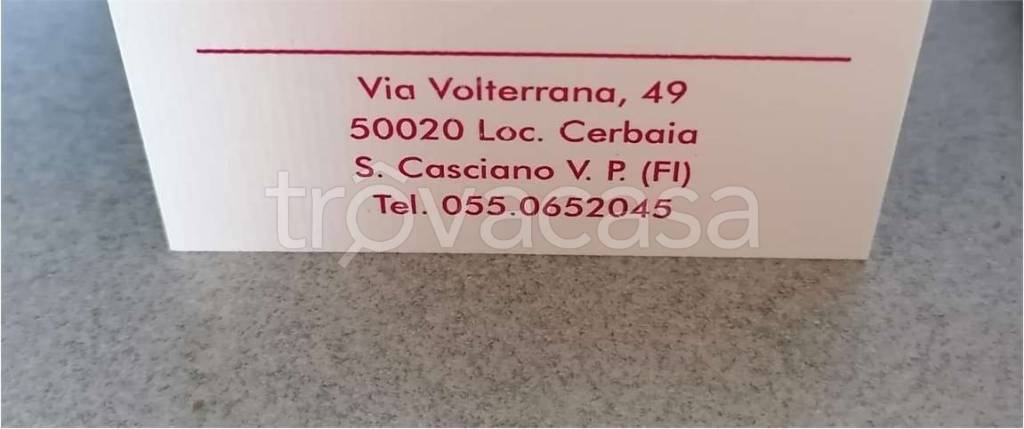 Via Volterrana, 49
50020 Loc. Cerbaia
S. Casciano V. P. (FI)
Tel. 055.0652045
trovacasa